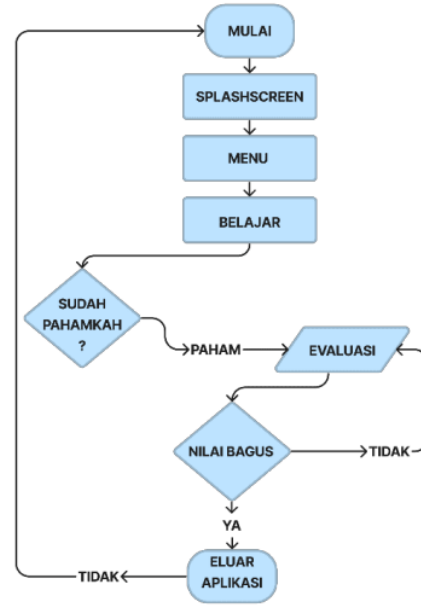 MULAI
SPLASHSCREEN
MENU
BELAJAR
SUDAH
PAHAMKAH
?
PAHAM
EVALUASI
NILAI BAGUS
TIDAK
YA
ELUAR
APLIKASI
TIDAK